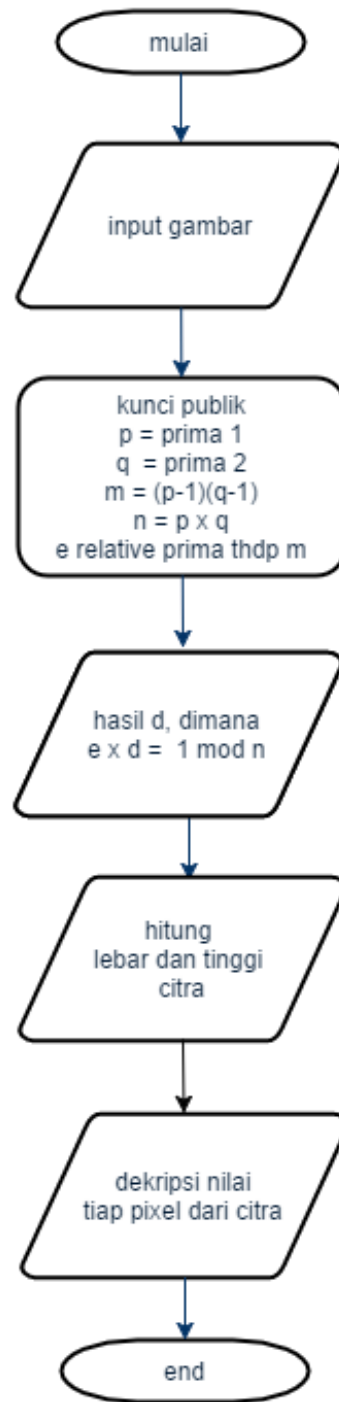 mulai
input gambar
kunci publik
p = prima 1
q = prima 2
m = (p-1)(q-1)
n = p x q
e relative prima thdp m
hasil d, dimana
e x d = 1 mod n
hitung
lebar dan tinggi
citra
dekripsi nilai
tiap pixel dari citra
end